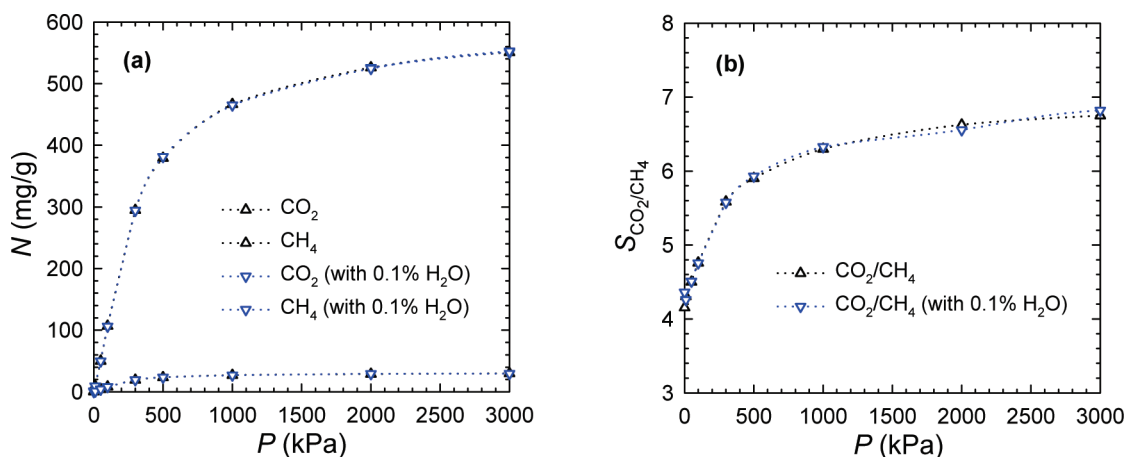 (a)
N (mg/g)
600
500
400
300
200
100
0
CO₂
CH₄
CO₂ (with 0.1% H₂O)
CH₄ (with 0.1% H₂O)
0 500 1000 1500 2000 2500 3000
P (kPa)
(b)
S CO₂/CH₄
8
7
6
5
4
3
CO₂/CH₄
CO₂/CH₄ (with 0.1% H₂O)
0 500 1000 1500 2000 2500 3000
P (kPa)